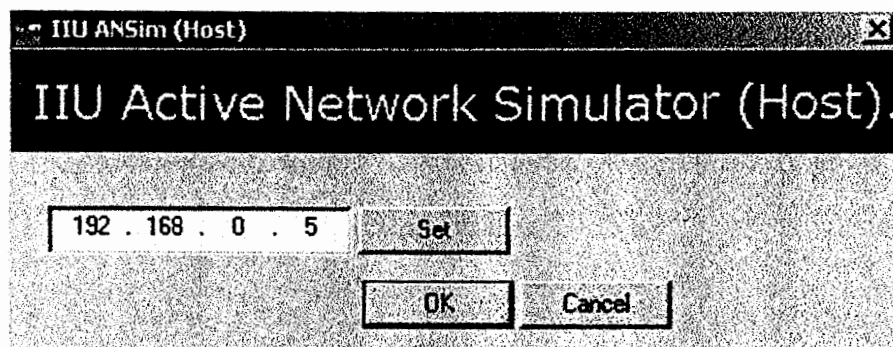 IIU ANSim (Host)
IIU Active Network Simulator (Host).
192 . 168 . 0 . 5 Set
OK Cancel